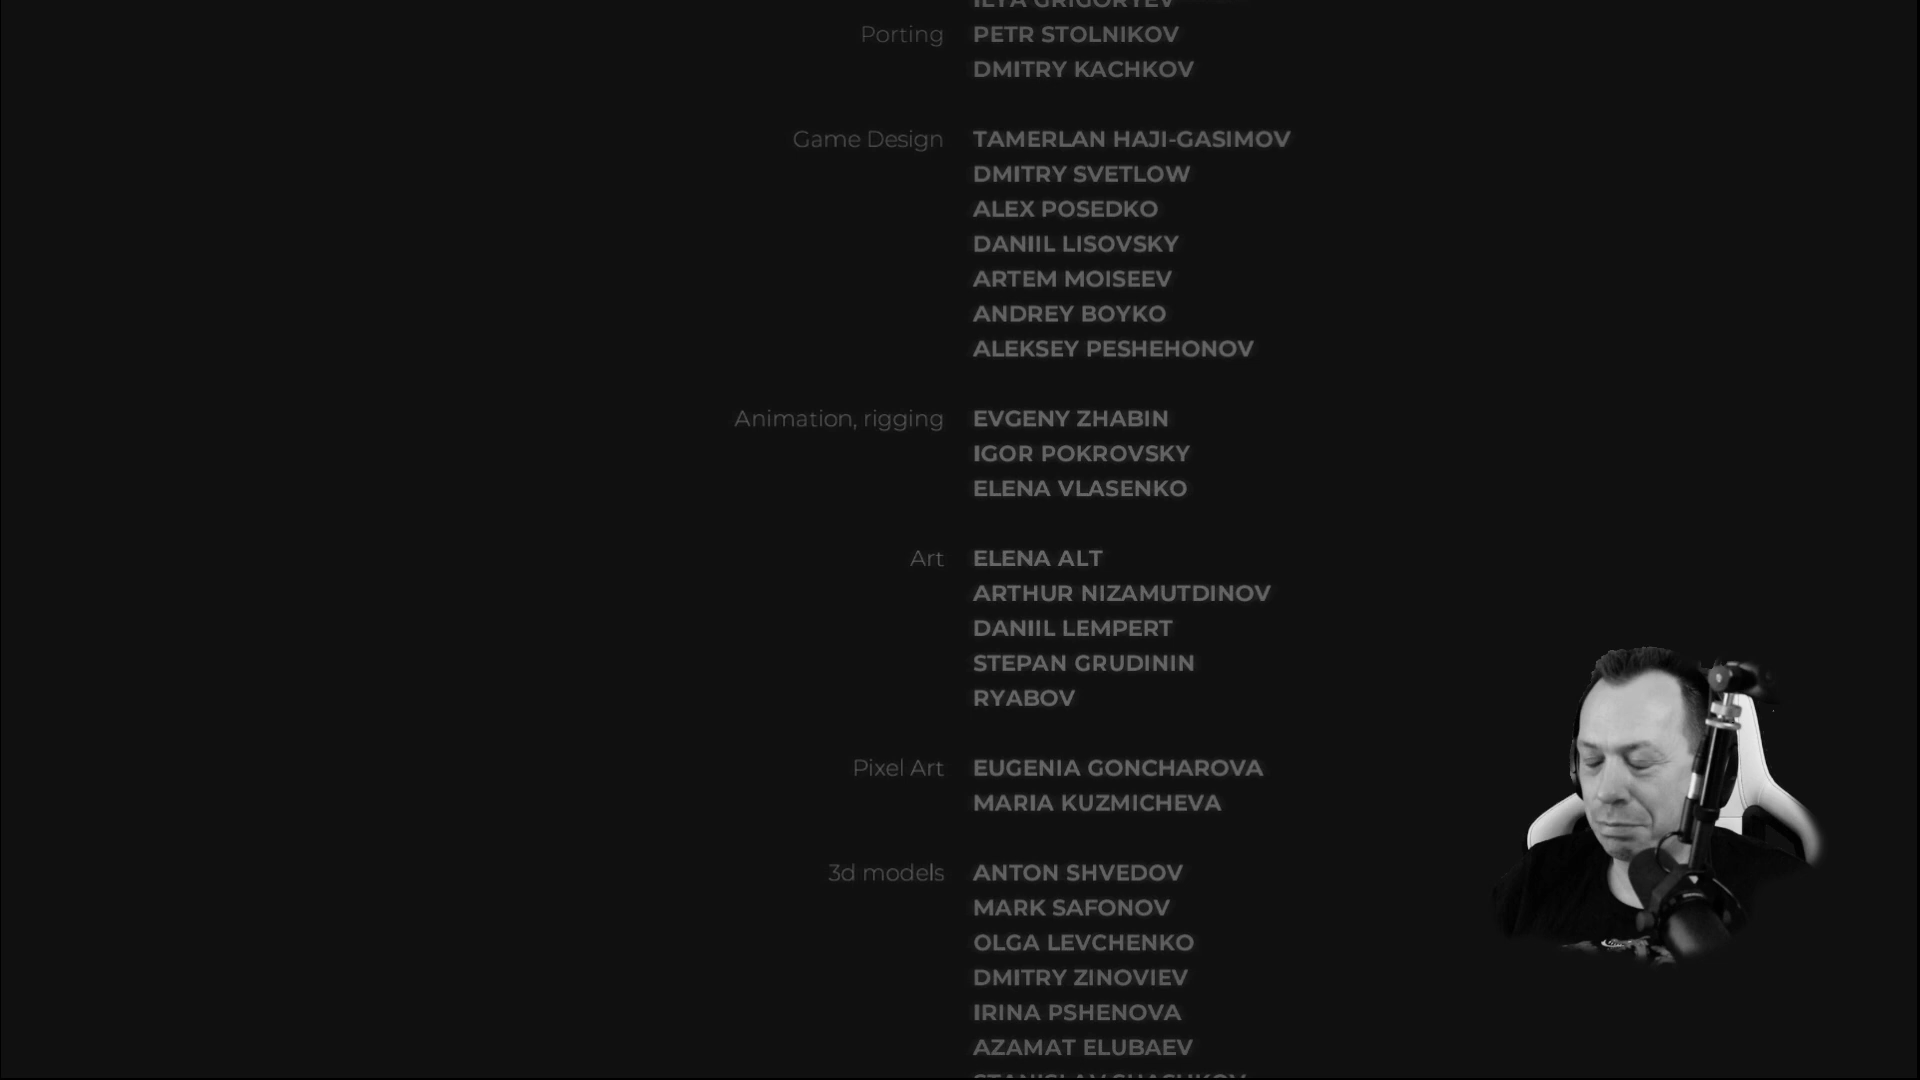 ILYA GRIGORYEV
Porting PETR STOLNIKOV
DMITRY KACHKOV
Game Design TAMERLAN HAJI-GASIMOV
DMITRY SVETLOW
ALEX POSEDKO
DANIIL LISOVSKY
ARTEM MOISEEV
ANDREY BOYKO
ALEKSEY PESHEHONOV
Animation, rigging EVGENY ZHABIN
IGOR POKROVSKY
ELENA VLASENKO
Art ELENA ALT
ARTHUR NIZAMUTDINOV
DANIIL LEMPERT
STEPAN GRUDININ
RYABOV
Pixel Art EUGENIA GONCHAROVA
MARIA KUZMICHEVA
3d models ANTON SHVEDOV
MARK SAFONOV
OLGA LEVCHENKO
DMITRY ZINOVIEV
IRINA PSHENOVA
AZAMAT ELUBAEV